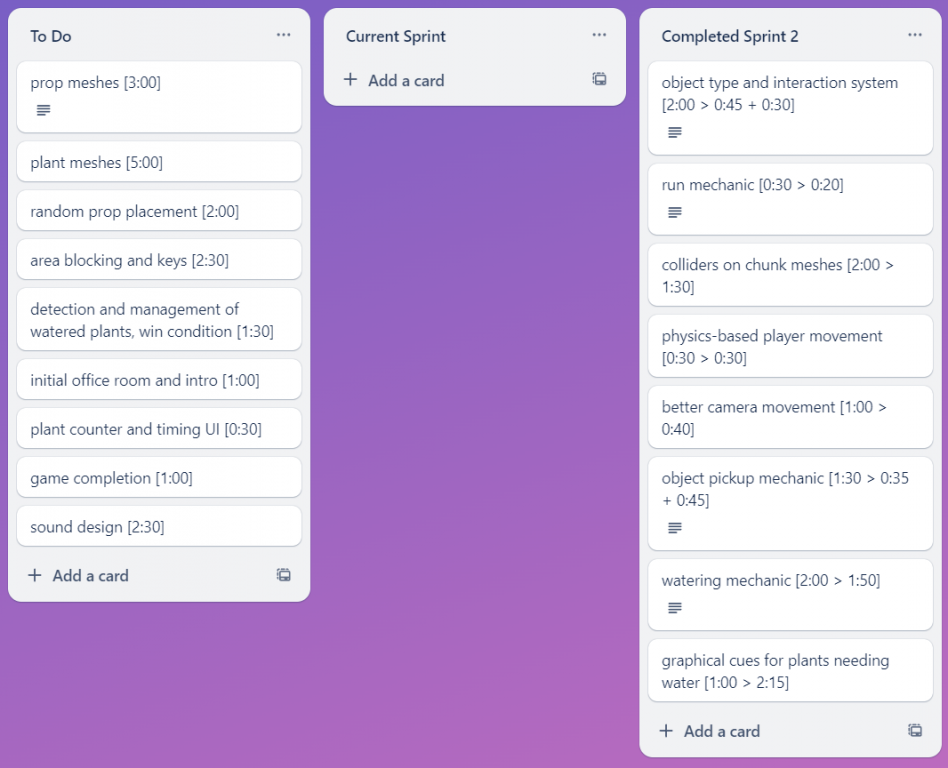 To Do
prop meshes [3:00]
plant meshes [5:00]
random prop placement [2:00]
area blocking and keys [2:30]
detection and management of
watered plants, win condition [1:30]
initial office room and intro [1:00]
plant counter and timing UI [0:30]
game completion [1:00]
sound design [2:30]
+ Add a card
Current Sprint
+ Add a card
Completed Sprint 2
object type and interaction system
[2:00 > 0:45 + 0:30]
run mechanic [0:30 > 0:20]
colliders on chunk meshes [2:00 >
1:30]
physics-based player movement
[0:30 > 0:30]
better camera movement [1:00 >
0:40]
object pickup mechanic [1:30 > 0:35
+ 0:45]
watering mechanic [2:00 > 1:50]
graphical cues for plants needing
water [1:00 > 2:15]
+ Add a card